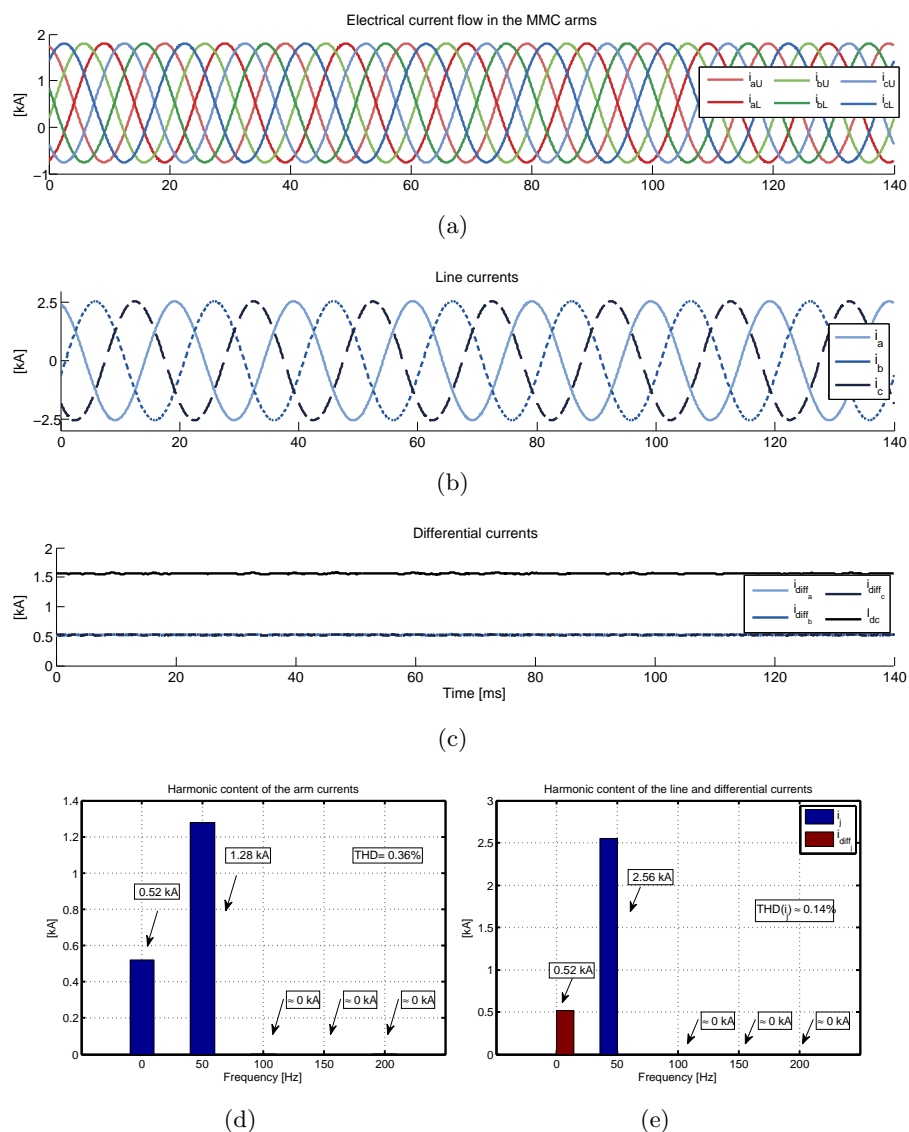 Electrical current flow in the MMC arms
2
1
0
−1
[kA]
i_aU i_bU i_cU
i_aL i_bL i_cL
0 20 40 60 80 100 120 140
(a)
Line currents
2.5
0
−2.5
[kA]
i_a
i_b
i_c
0 20 40 60 80 100 120 140
(b)
Differential currents
2
1.5
1
0.5
0
[kA]
i_diff_a i_diff_c
i_diff_b I_dc
0 20 40 60 80 100 120 140
Time [ms]
(c)
Harmonic content of the arm currents
1.4
1.2
1
0.8
0.6
0.4
0.2
0
[kA]
0.52 kA
1.28 kA
THD= 0.36%
≈ 0 kA ≈ 0 kA ≈ 0 kA
0 50 100 150 200
Frequency [Hz]
(d)
Harmonic content of the line and differential currents
3
2.5
2
1.5
1
0.5
0
[kA]
i_j
i_diff_j
2.56 kA
THD(i_j) ≈ 0.14%
0.52 kA
≈ 0 kA ≈ 0 kA ≈ 0 kA
0 50 100 150 200
Frequency [Hz]
(e)